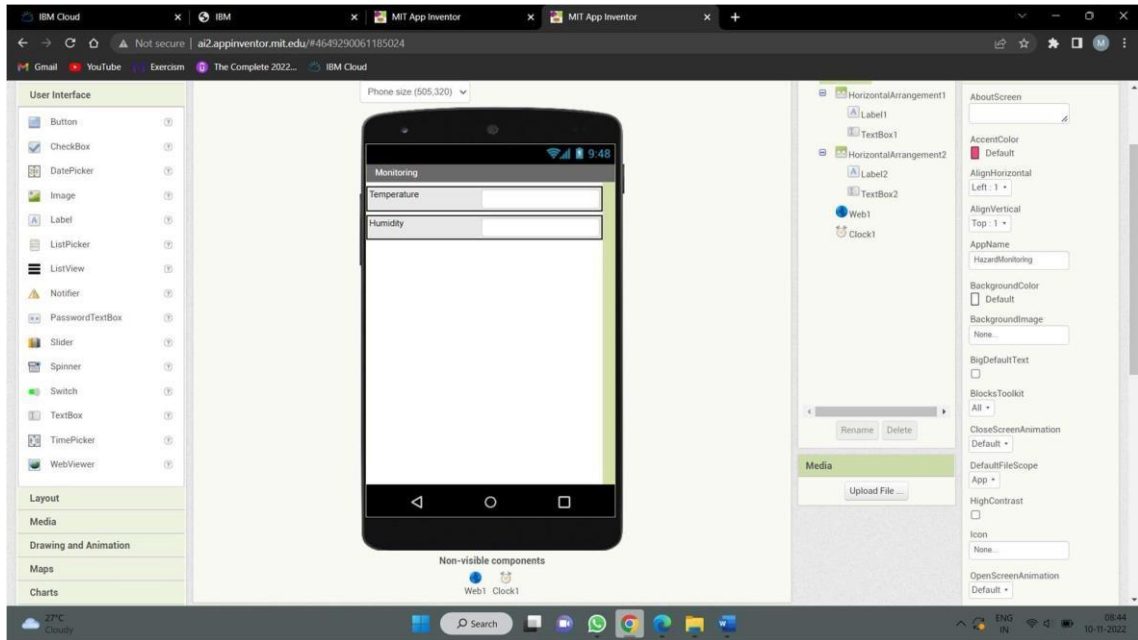 IBM Cloud
IBM
MIT App Inventor
MIT App Inventor
Not secure | ai2.appinventor.mit.edu/#4649290061185024
M
Gmail
YouTube
Exercism
The Complete 2022...
IBM Cloud
User Interface
Button
CheckBox
DatePicker
Image
Label
ListPicker
ListView
Notifier
PasswordTextBox
Slider
Spinner
Switch
TextBox
TimePicker
WebViewer
Layout
Media
Drawing and Animation
Maps
Charts
Phone size (505,320)
9:48
Monitoring
Temperature
Humidity
Non-visible components
Web1 Clock1
HorizontalArrangement1
Label1
TextBox1
HorizontalArrangement2
Label2
TextBox2
Web1
Clock1
Rename Delete
Media
Upload File ...
AboutScreen
AccentColor
Default
AlignHorizontal
Left : 1
AlignVertical
Top : 1
AppName
HazardMonitoring
BackgroundColor
Default
BackgroundImage
None...
BigDefaultText
BlocksToolkit
All
CloseScreenAnimation
Default
DefaultFileScope
App
HighContrast
Icon
None...
OpenScreenAnimation
Default
27°C
Cloudy
Search
ENG
IN
08:44
10-11-2022